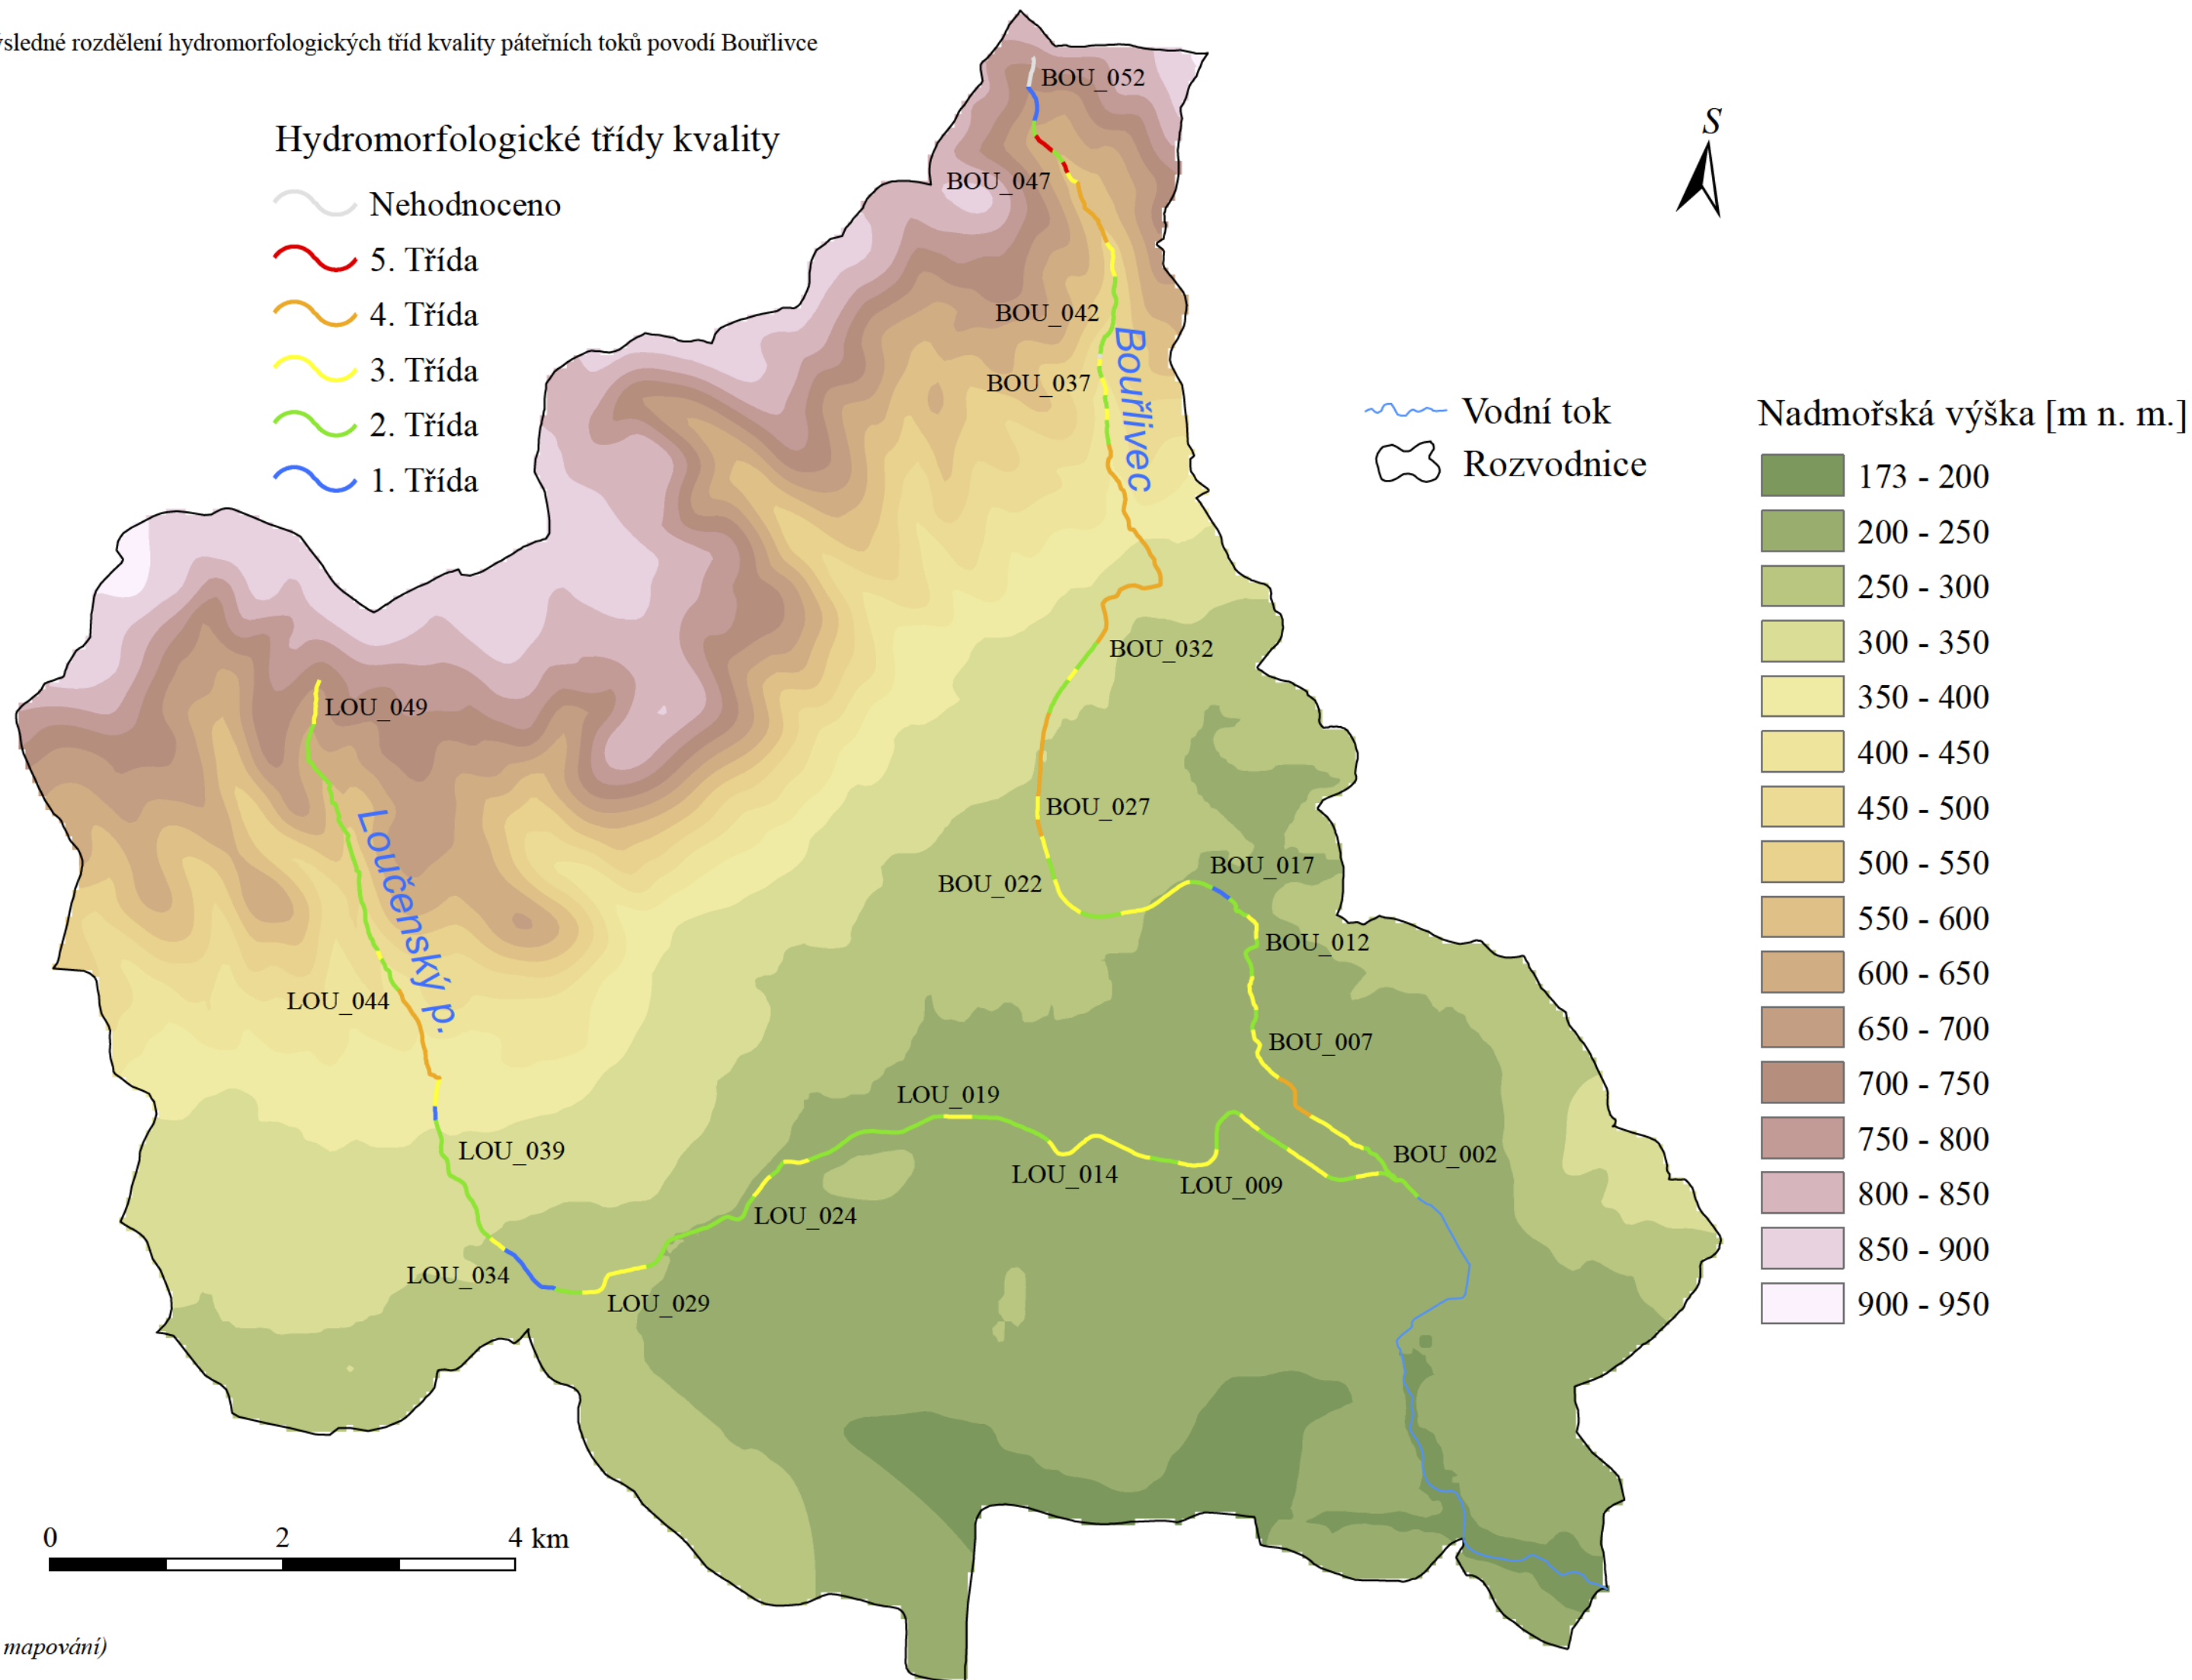 ýsledné rozdělení hydromorfologických tříd kvality páteřních toků povodí Bouřlivce
Hydromorfologické třídy kvality
Nehodnoceno
5. Třída
4. Třída
3. Třída
2. Třída
1. Třída
S
Vodní tok
Rozvodnice
Nadmořská výška [m n. m.]
173 - 200
200 - 250
250 - 300
300 - 350
350 - 400
400 - 450
450 - 500
500 - 550
550 - 600
600 - 650
650 - 700
700 - 750
750 - 800
800 - 850
850 - 900
900 - 950
BOU_052
BOU_047
BOU_042
Bouřlivec
BOU_037
BOU_032
BOU_027
BOU_022
BOU_017
BOU_012
BOU_007
BOU_002
LOU_049
Loučenský p.
LOU_044
LOU_039
LOU_034
LOU_029
LOU_024
LOU_019
LOU_014
LOU_009
0 2 4 km
mapování)